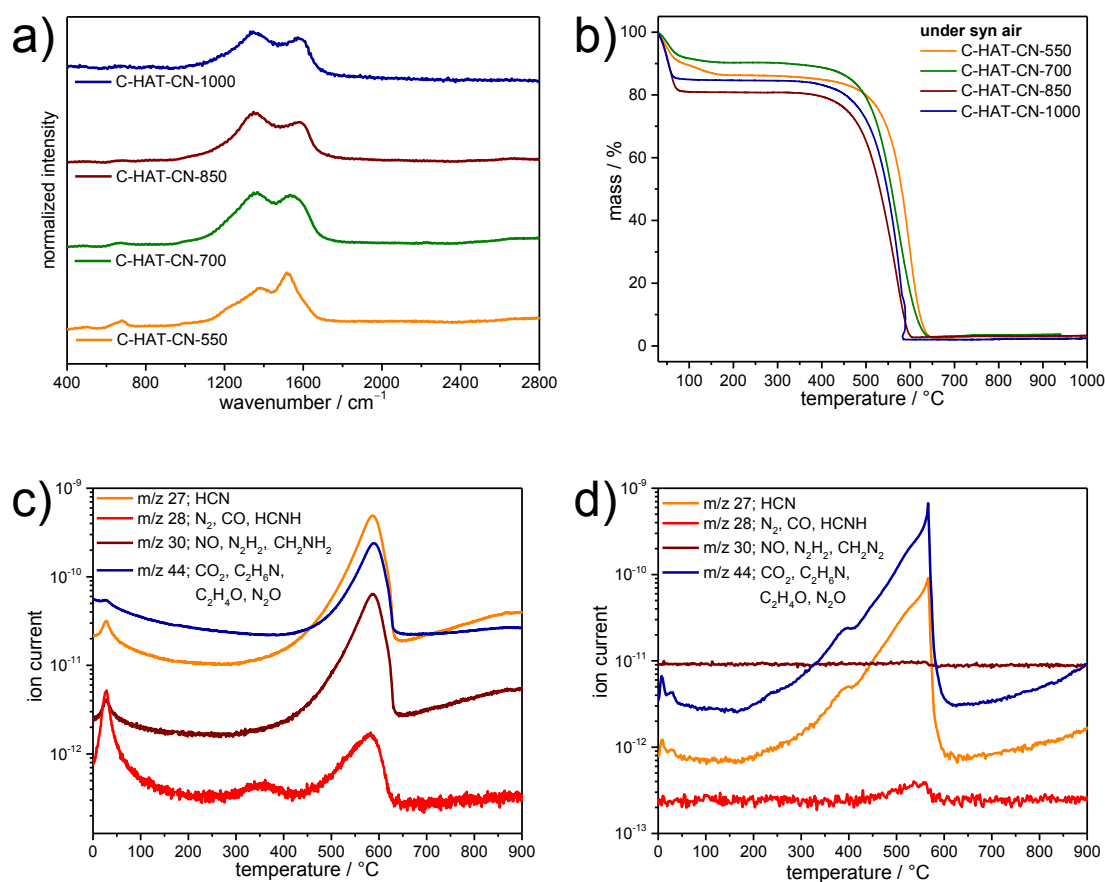 a)
C-HAT-CN-1000
C-HAT-CN-850
C-HAT-CN-700
C-HAT-CN-550
normalized intensity
400 800 1200 1600 2000 2400 2800
wavenumber / cm⁻¹
b)
under syn air
C-HAT-CN-550
C-HAT-CN-700
C-HAT-CN-850
C-HAT-CN-1000
100
80
60
40
20
0
mass / %
100 200 300 400 500 600 700 800 900 1000
temperature / °C
c)
m/z 27; HCN
m/z 28; N₂, CO, HCNH
m/z 30; NO, N₂H₂, CH₂NH₂
m/z 44; CO₂, C₂H₆N,
C₂H₄O, N₂O
10⁻⁹
10⁻¹⁰
10⁻¹¹
10⁻¹²
ion current
0 100 200 300 400 500 600 700 800 900
temperature / °C
d)
m/z 27; HCN
m/z 28; N₂, CO, HCNH
m/z 30; NO, N₂H₂, CH₂N₂
m/z 44; CO₂, C₂H₆N,
C₂H₄O, N₂O
10⁻⁹
10⁻¹⁰
10⁻¹¹
10⁻¹²
10⁻¹³
ion current
0 100 200 300 400 500 600 700 800 900
temperature / °C